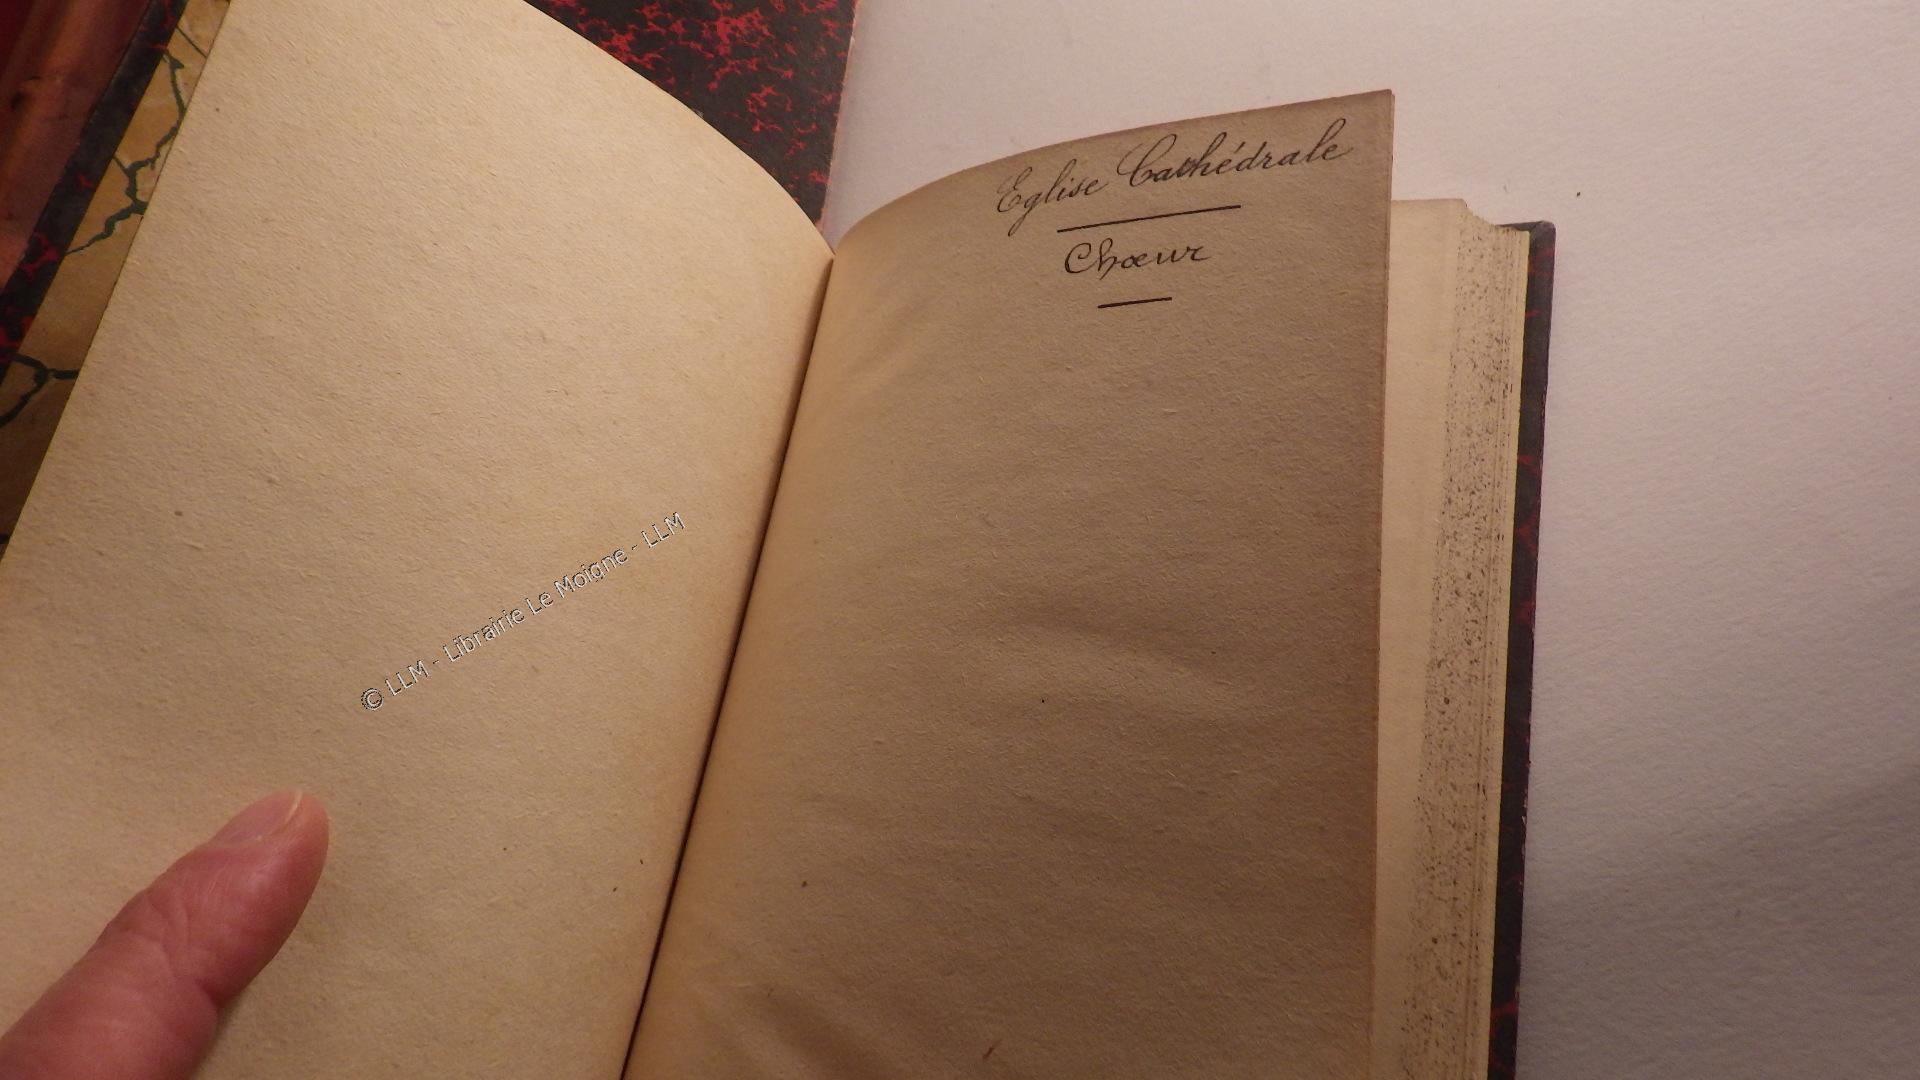 Eglise Cathédrale
Chœur
© LLM - Librairie Le Moigne - LLM